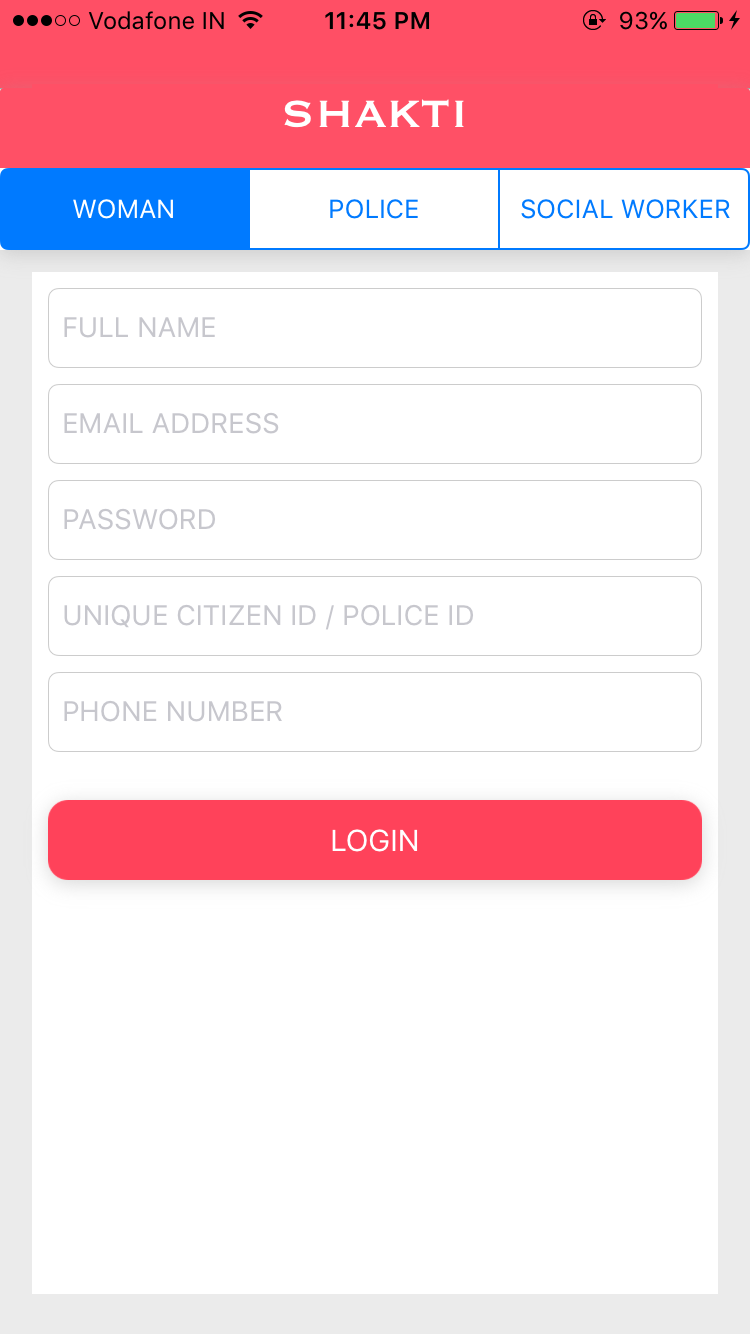 Vodafone IN 11:45 PM 93%
SHAKTI
WOMAN POLICE SOCIAL WORKER
FULL NAME
EMAIL ADDRESS
PASSWORD
UNIQUE CITIZEN ID / POLICE ID
PHONE NUMBER
LOGIN